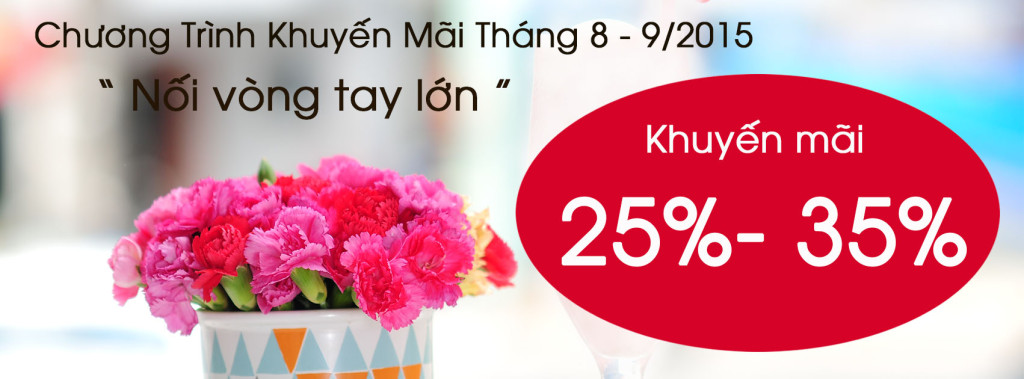 Chương Trình Khuyến Mãi Tháng 8 - 9/2015
“ Nối vòng tay lớn ”
Khuyến mãi
25%- 35%